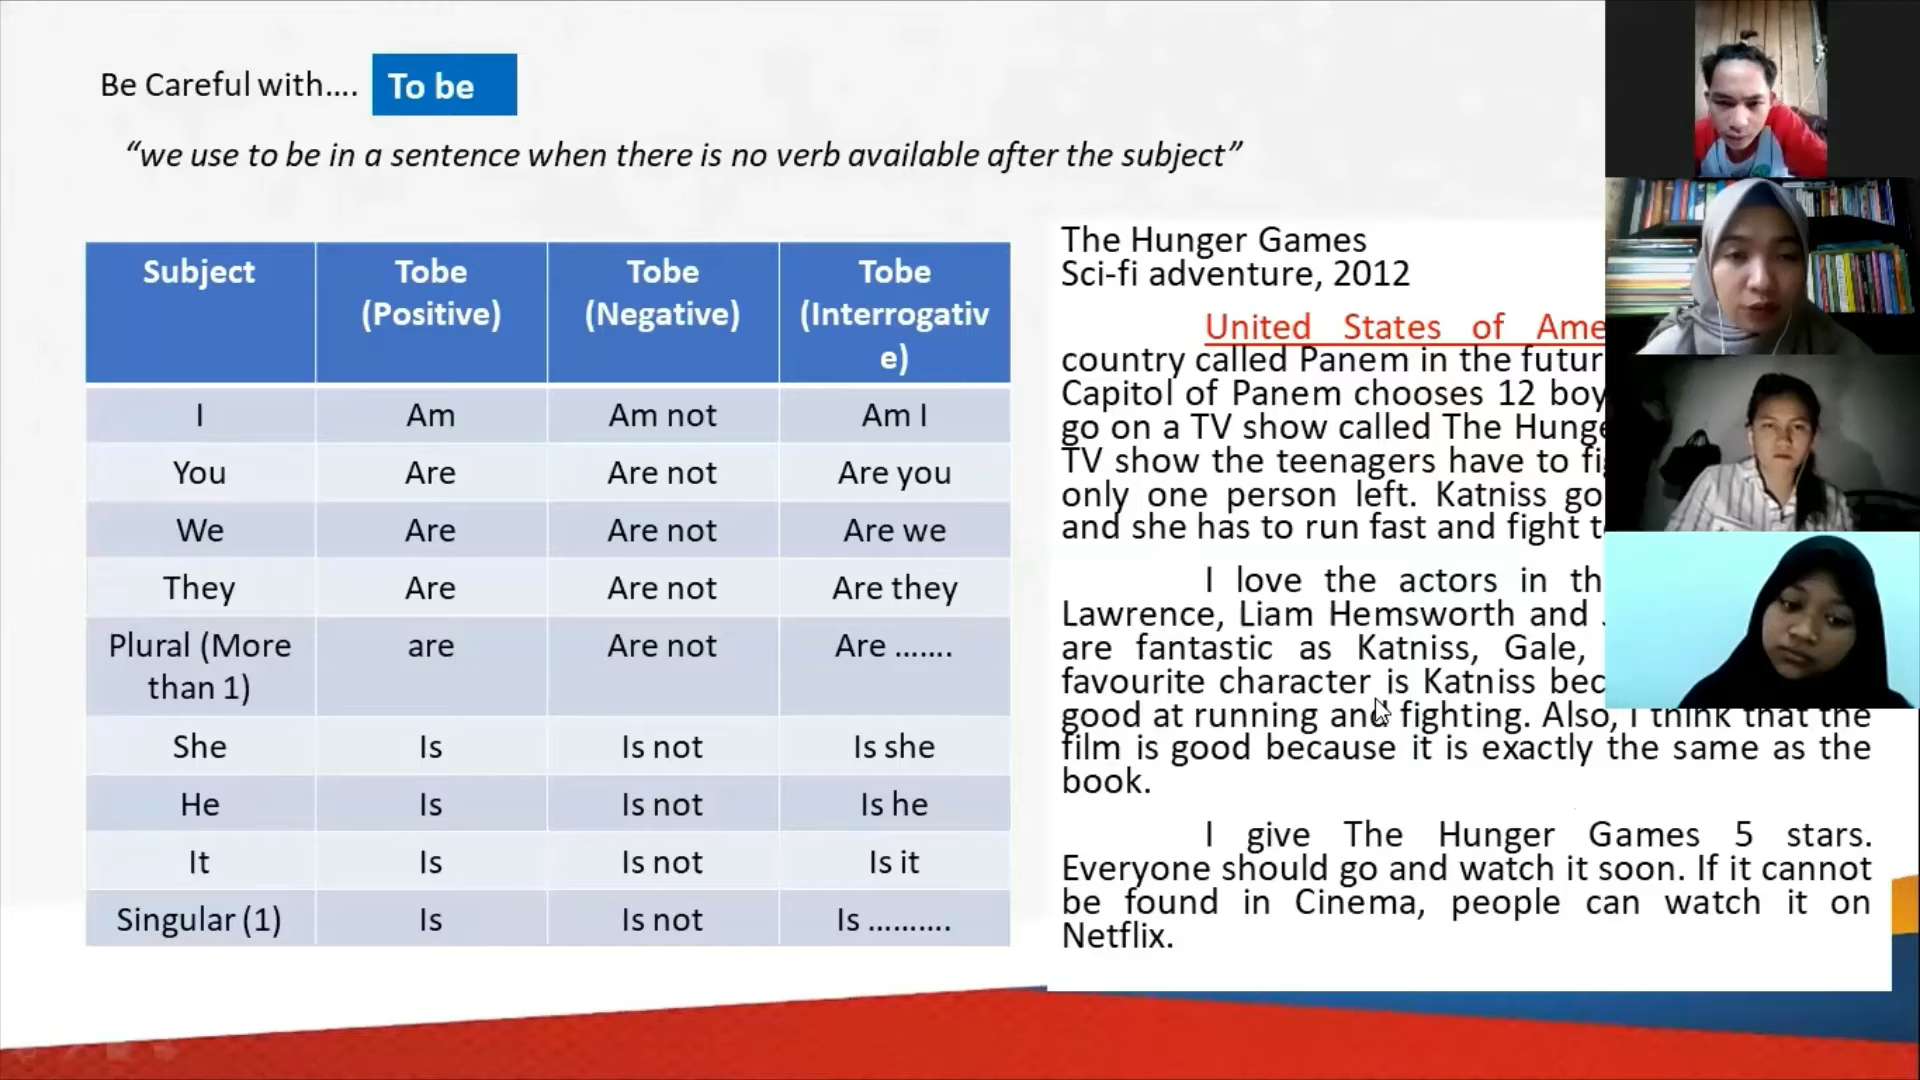 Be Careful with.... To be
“we use to be in a sentence when there is no verb available after the subject”
Subject Tobe (Positive) Tobe (Negative) Tobe (Interrogativ e)
I Am Am not Am I
You Are Are not Are you
We Are Are not Are we
They Are Are not Are they
Plural (More than 1) are Are not Are .......
She Is Is not Is she
He Is Is not Is he
It Is Is not Is it
Singular (1) Is Is not Is ..........
The Hunger Games
Sci-fi adventure, 2012
United States of
country called Panem in the
Capitol of Panem chooses 12
go on a TV show called The
TV show the teenagers have to
only one person left. Katniss
and she has to run fast and fight
I love the actors in
Lawrence, Liam Hemsworth and
are fantastic as Katniss, Gale,
favourite character is Katniss
good at running and fighting. Also, I think that the
film is good because it is exactly the same as the
book.
I give The Hunger Games 5 stars.
Everyone should go and watch it soon. If it cannot
be found in Cinema, people can watch it on
Netflix.